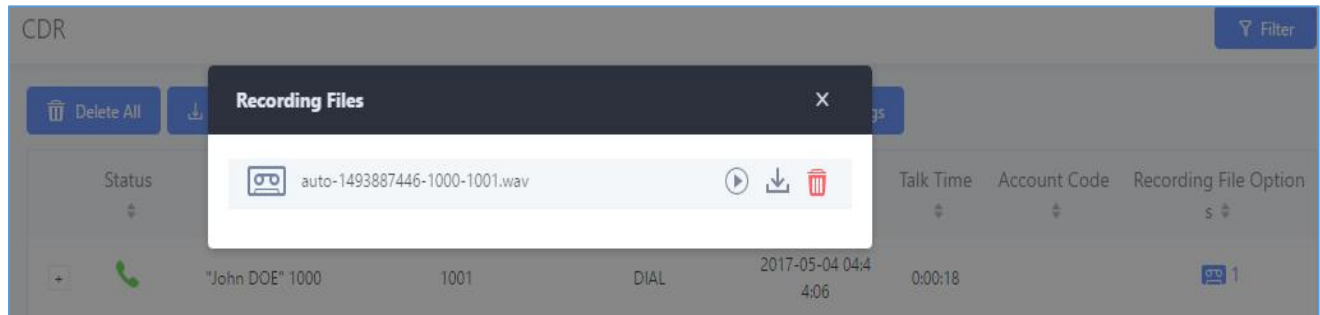 CDR
Filter
Delete All
Recording Files
X
gs
auto-1493887446-1000-1001.wav
Status
Talk Time
Account Code
Recording File Option
s
+
"John DOE" 1000
1001
DIAL
2017-05-04 04:4
4:06
0:00:18
1